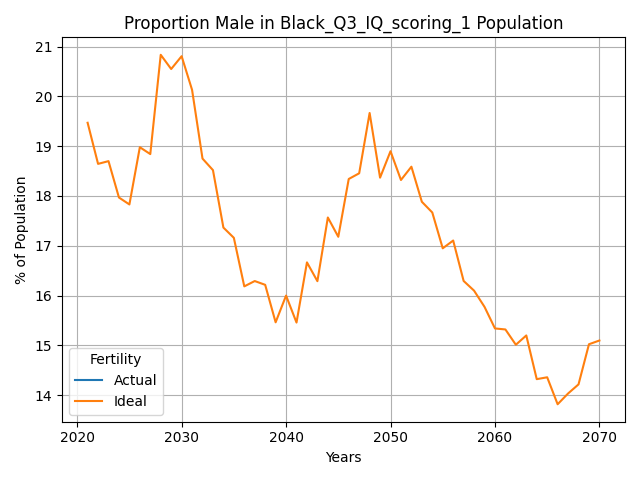 Proportion Male in Black_Q3_IQ_scoring_1 Population
% of Population
21
20
19
18
17
16
15
14
Fertility
Actual
Ideal
2020 2030 2040 2050 2060 2070
Years